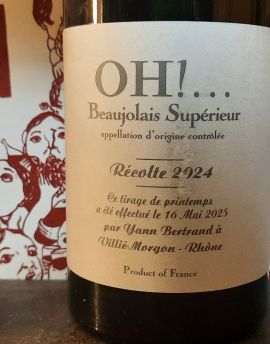 OH!...
Beaujolais Supérieur
appellation d'origine contrôlée
Récolte 2024
Ce tirage de printemps
a été effectué le 16 Mai 2025
par Yann Bertrand à
Villié-Morgon - Rhône
Product of France